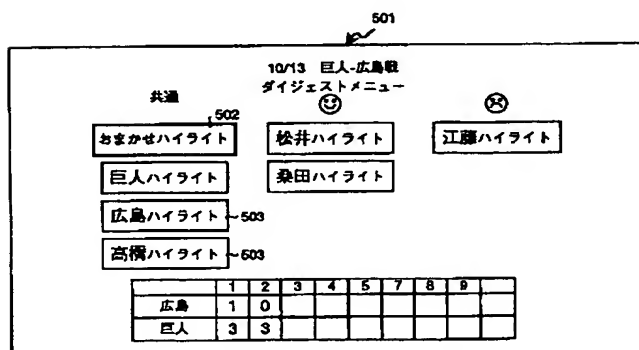 501
10/13 巨人-広島戦
ダイジェストメニュー
共通
502
おまかせハイライト
松井ハイライト
江藤ハイライト
巨人ハイライト
桑田ハイライト
広島ハイライト
503
高橋ハイライト
503
1 2 3 4 5 7 8 9
広島 1 0
巨人 3 3